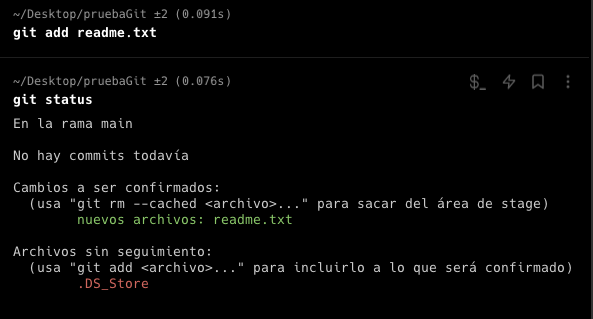 ~/Desktop/pruebaGit ±2 (0.091s)
git add readme.txt
~/Desktop/pruebaGit ±2 (0.076s)
git status
En la rama main
No hay commits todavía
Cambios a ser confirmados:
(usa "git rm --cached <archivo>..." para sacar del área de stage)
nuevos archivos: readme.txt
Archivos sin seguimiento:
(usa "git add <archivo>..." para incluirlo a lo que será confirmado)
.DS_Store